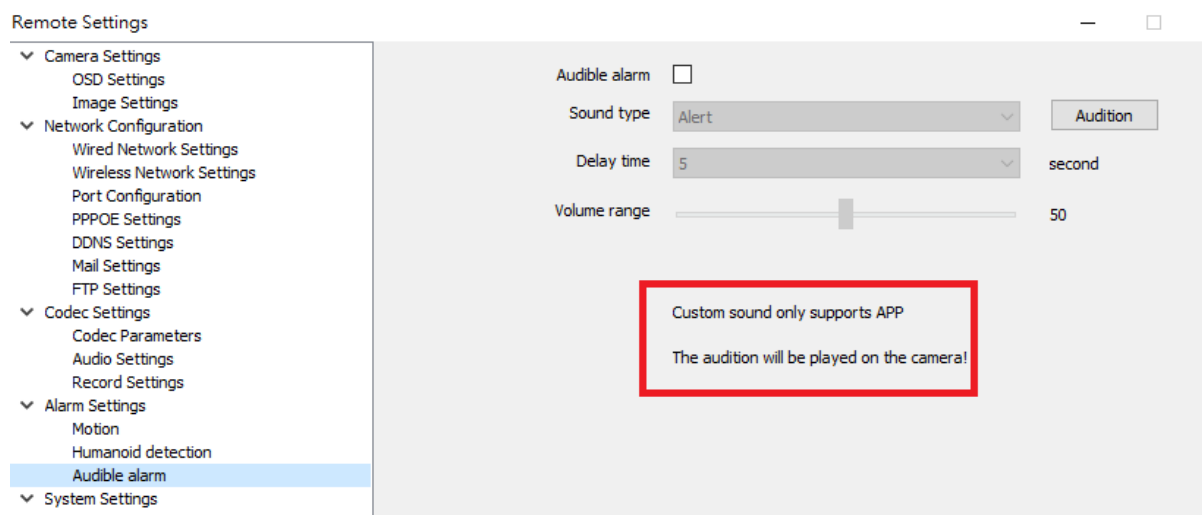 Remote Settings
Camera Settings
OSD Settings
Image Settings
Network Configuration
Wired Network Settings
Wireless Network Settings
Port Configuration
PPPOE Settings
DDNS Settings
Mail Settings
FTP Settings
Codec Settings
Codec Parameters
Audio Settings
Record Settings
Alarm Settings
Motion
Humanoid detection
Audible alarm
System Settings
Audible alarm
Sound type Alert Audition
Delay time 5 second
Volume range 50
Custom sound only supports APP
The audition will be played on the camera!